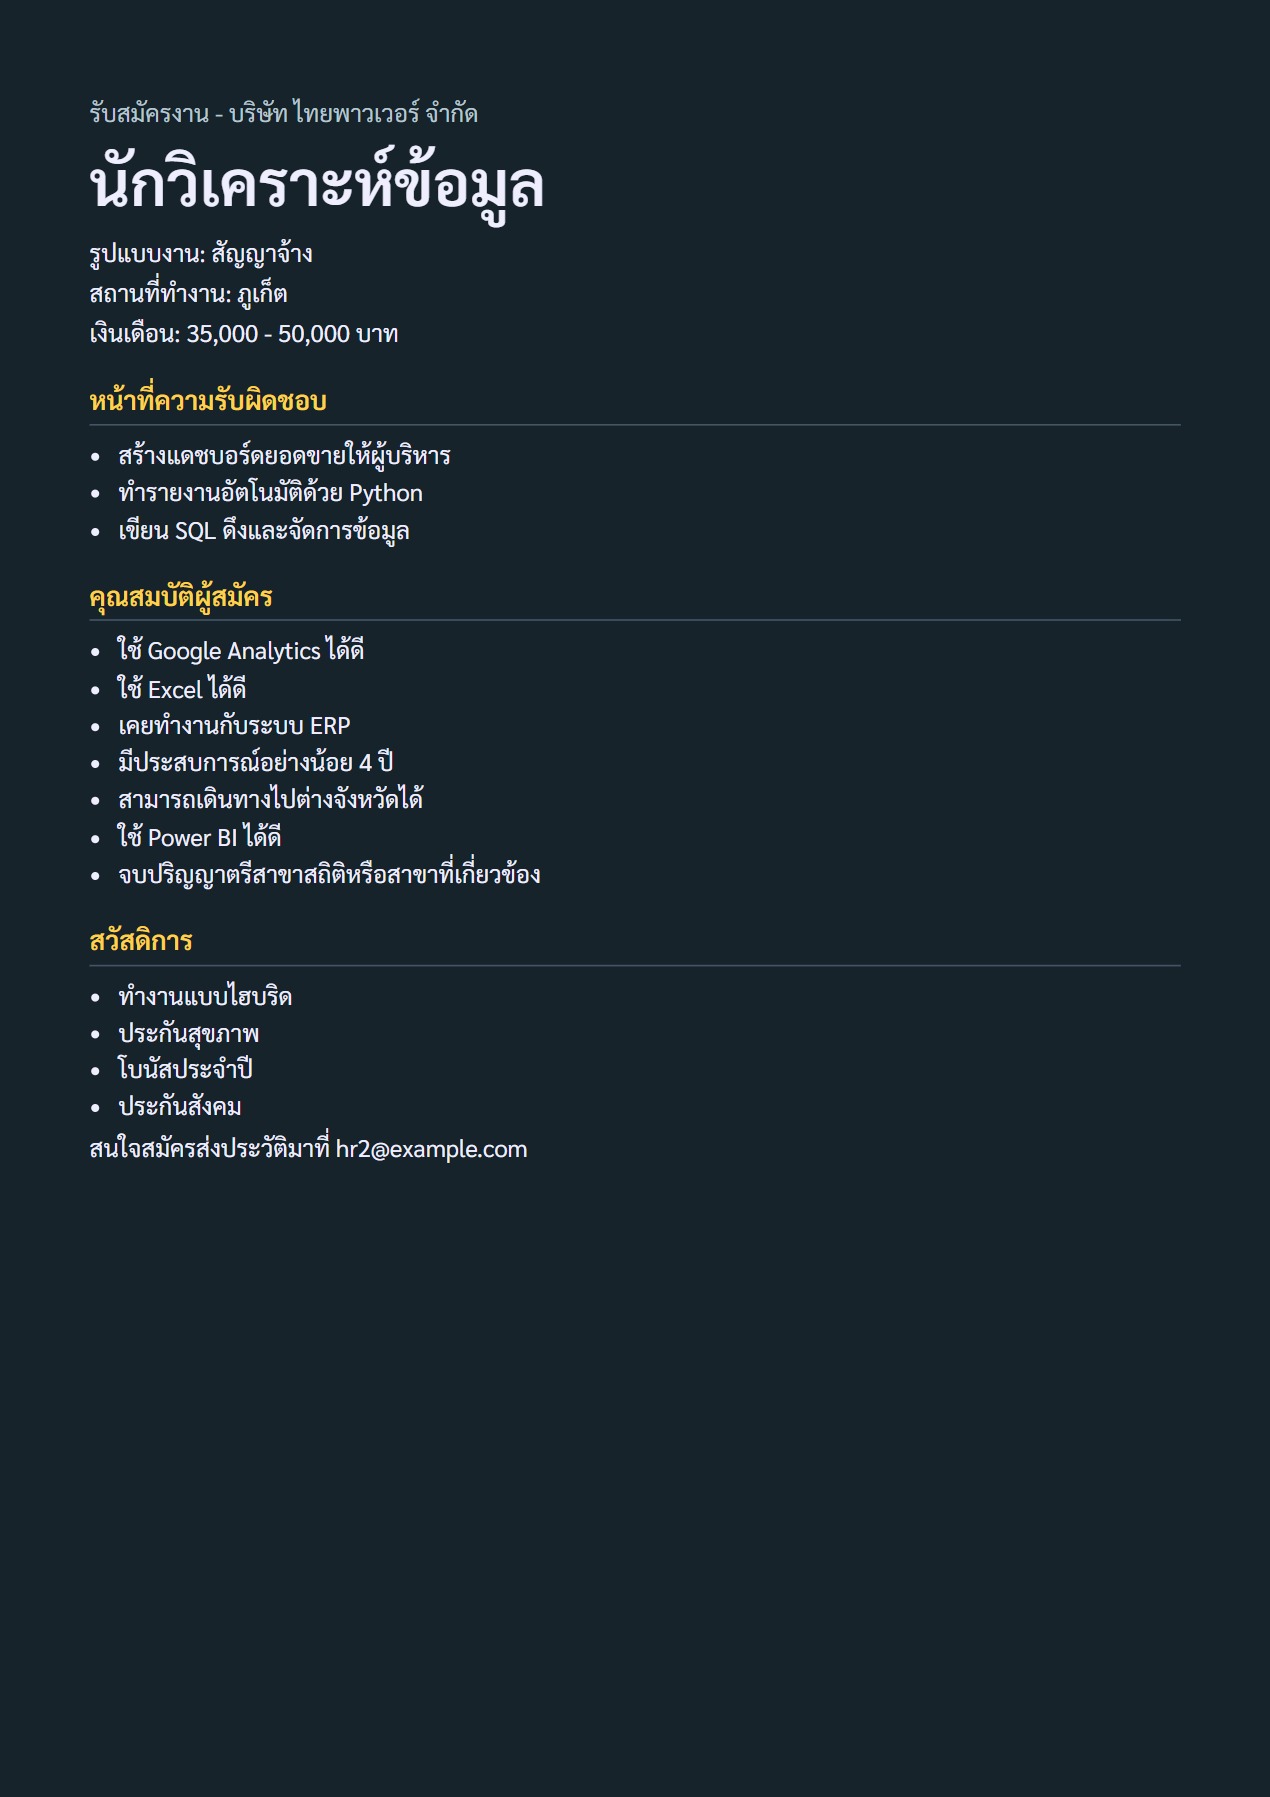 รับสมัครงาน - บริษัท ไทยพาวเวอร์ จำกัด
นักวิเคราะห์ข้อมูล
รูปแบบงาน: สัญญาจ้าง
สถานที่ทำงาน: ภูเก็ต
เงินเดือน: 35,000 - 50,000 บาท
หน้าที่ความรับผิดชอบ
• สร้างแดชบอร์ดยอดขายให้ผู้บริหาร
• ทำรายงานอัตโนมัติด้วย Python
• เขียน SQL ดึงและจัดการข้อมูล
คุณสมบัติผู้สมัคร
• ใช้ Google Analytics ได้ดี
• ใช้ Excel ได้ดี
• เคยทำงานกับระบบ ERP
• มีประสบการณ์อย่างน้อย 4 ปี
• สามารถเดินทางไปต่างจังหวัดได้
• ใช้ Power BI ได้ดี
• จบปริญญาตรีสาขาสถิติหรือสาขาที่เกี่ยวข้อง
สวัสดิการ
• ทำงานแบบไฮบริด
• ประกันสุขภาพ
• โบนัสประจำปี
• ประกันสังคม
สนใจสมัครส่งประวัติมาที่ hr2@example.com